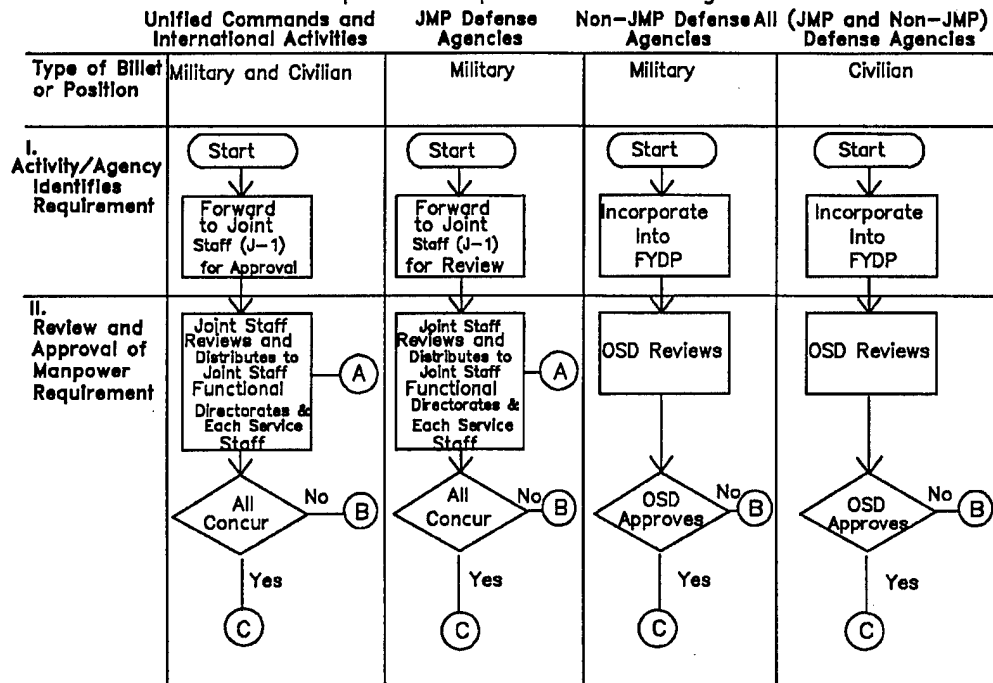 Unified Commands and
International Activities
JMP Defense
Agencies
Non-JMP Defense
Agencies
All (JMP and Non-JMP)
Defense Agencies
Type of Billet
or Position
Military and Civilian
Military
Military
Civilian
I.
Activity/Agency
Identifies
Requirement
Start
Forward
to Joint
Staff (J-1)
for Approval
Start
Forward
to Joint
Staff (J-1)
for Review
Start
Incorporate
Into
FYDP
Start
Incorporate
Into
FYDP
II.
Review and
Approval of
Manpower
Requirement
Joint Staff
Reviews and
Distributes to
Joint Staff
Functional
Directorates &
Each Service
Staff
A
Joint Staff
Reviews and
Distributes to
Joint Staff
Functional
Directorates &
Each Service
Staff
A
OSD Reviews
OSD Reviews
All
Concur
No
B
Yes
C
All
Concur
No
B
Yes
C
OSD
Approves
No
B
Yes
C
OSD
Approves
No
B
Yes
C